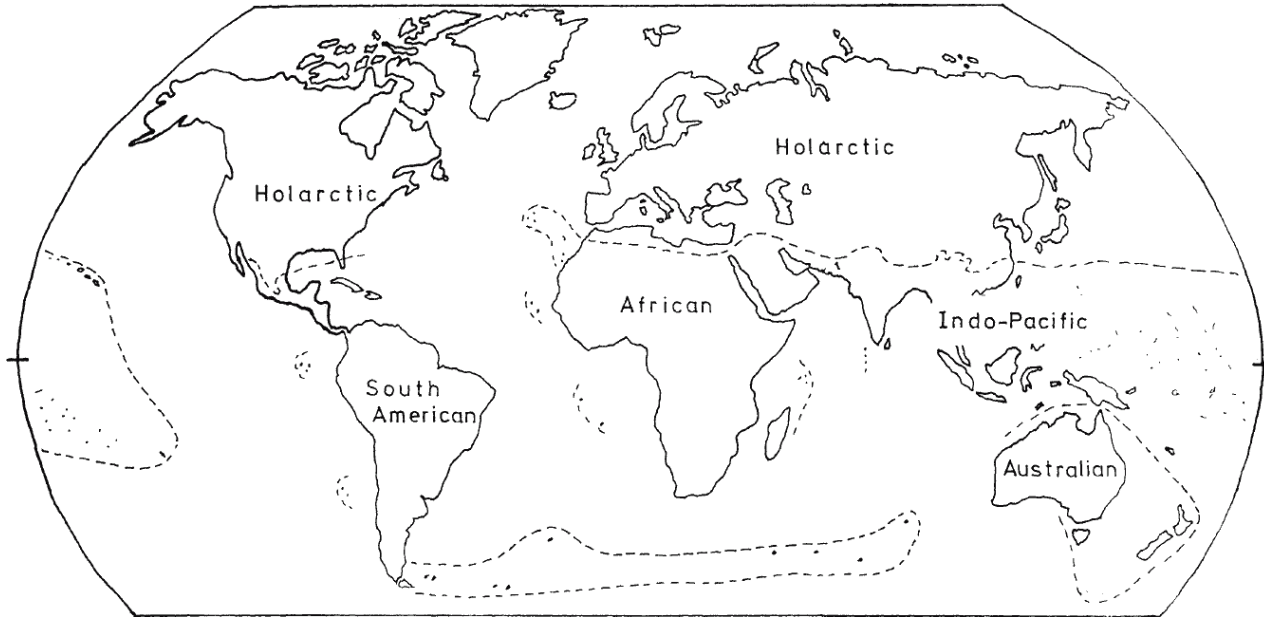 Holarctic
Holarctic
African
Indo-Pacific
South
American
Australian